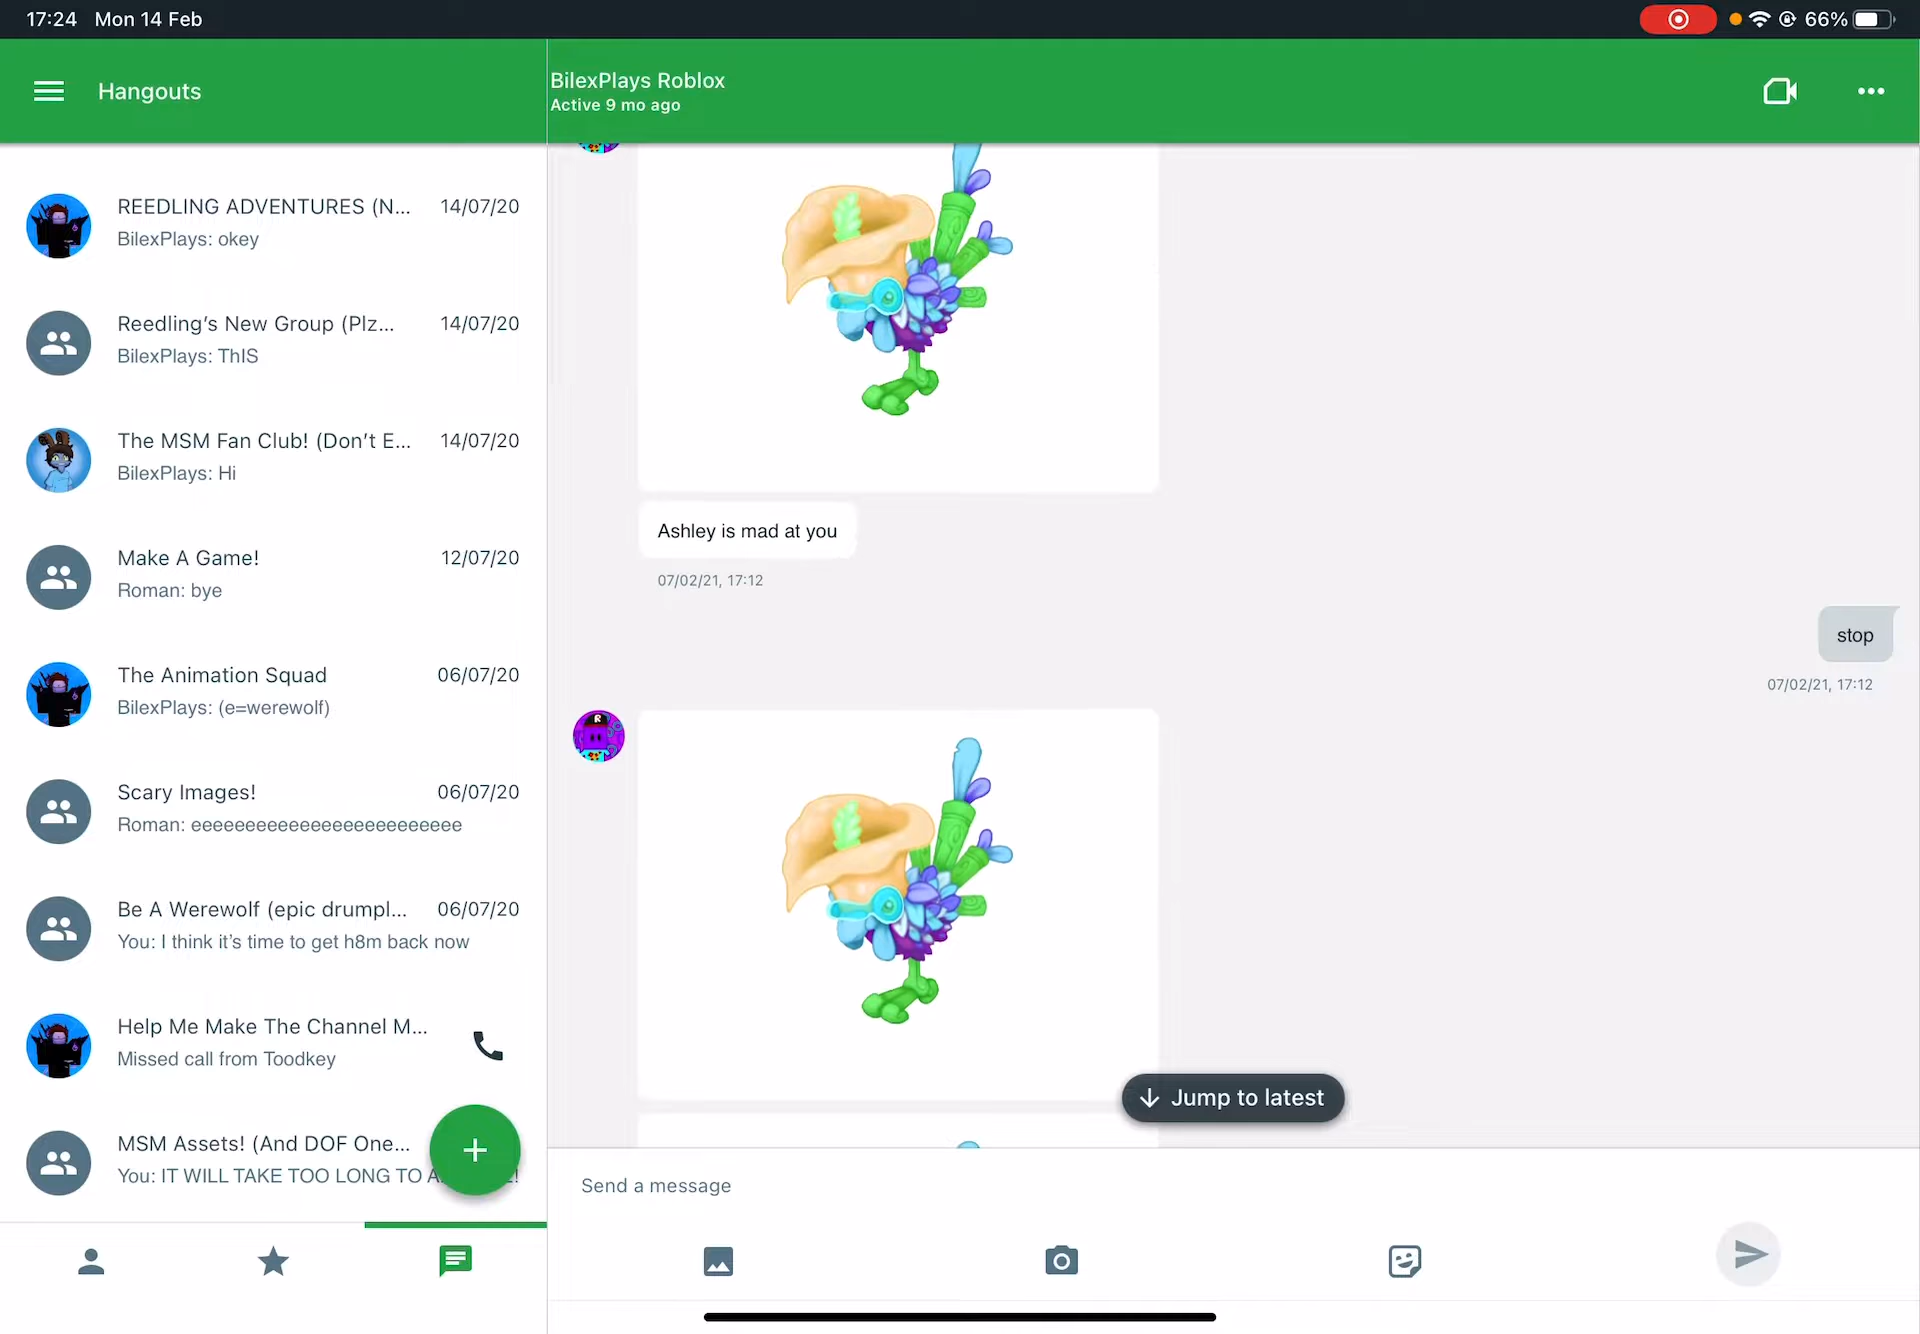 17:24 Mon 14 Feb
66%
Hangouts
REEDLING ADVENTURES (N... 14/07/20
BilexPlays: okey
Reedling’s New Group (Plz... 14/07/20
BilexPlays: ThIS
The MSM Fan Club! (Don’t E... 14/07/20
BilexPlays: Hi
Make A Game! 12/07/20
Roman: bye
The Animation Squad 06/07/20
BilexPlays: (e=werewolf)
Scary Images! 06/07/20
Roman: eeeeeeeeeeeeeeeeeeeeeeeee
Be A Werewolf (epic drumpl... 06/07/20
You: I think it’s time to get h8m back now
Help Me Make The Channel M...
Missed call from Toodkey
MSM Assets! (And DOF One...
You: IT WILL TAKE TOO LONG TO
BilexPlays Roblox
Active 9 mo ago
Ashley is mad at you
07/02/21, 17:12
stop
07/02/21, 17:12
R
Jump to latest
Send a message